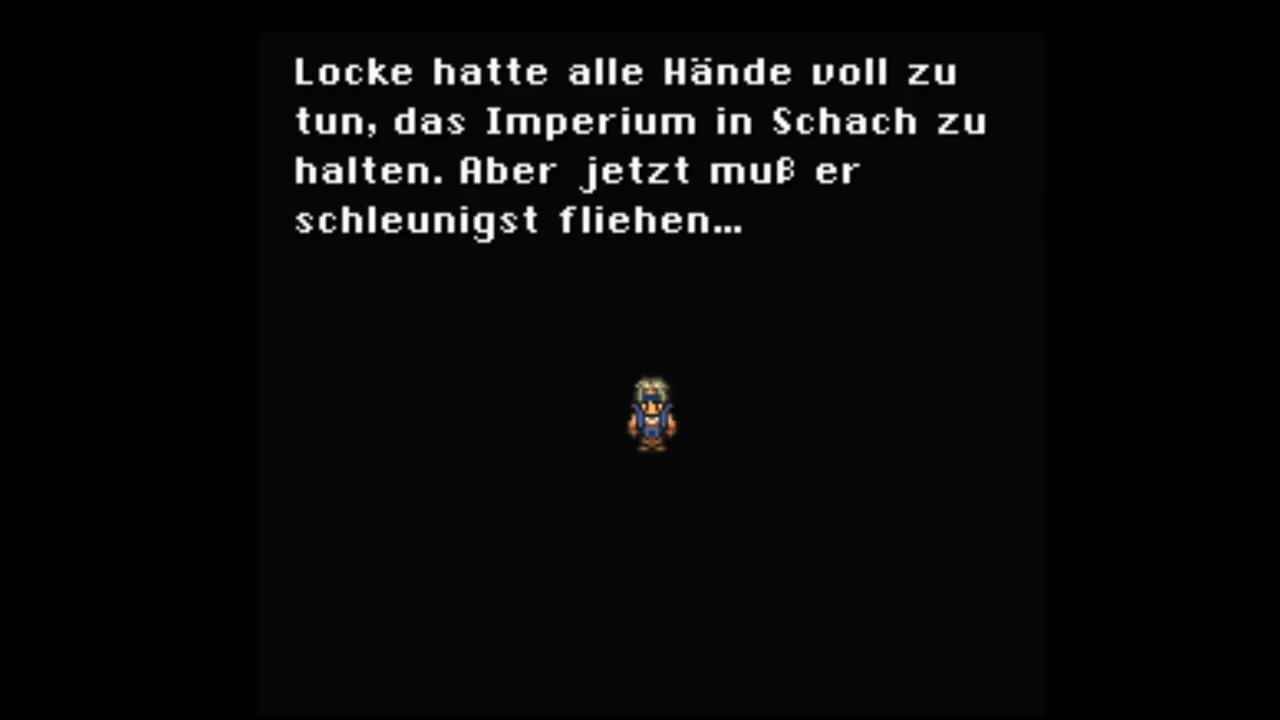 Locke hatte alle Hände voll zu
tun, das Imperium in Schach zu
halten. Aber jetzt muß er
schleunigst fliehen...